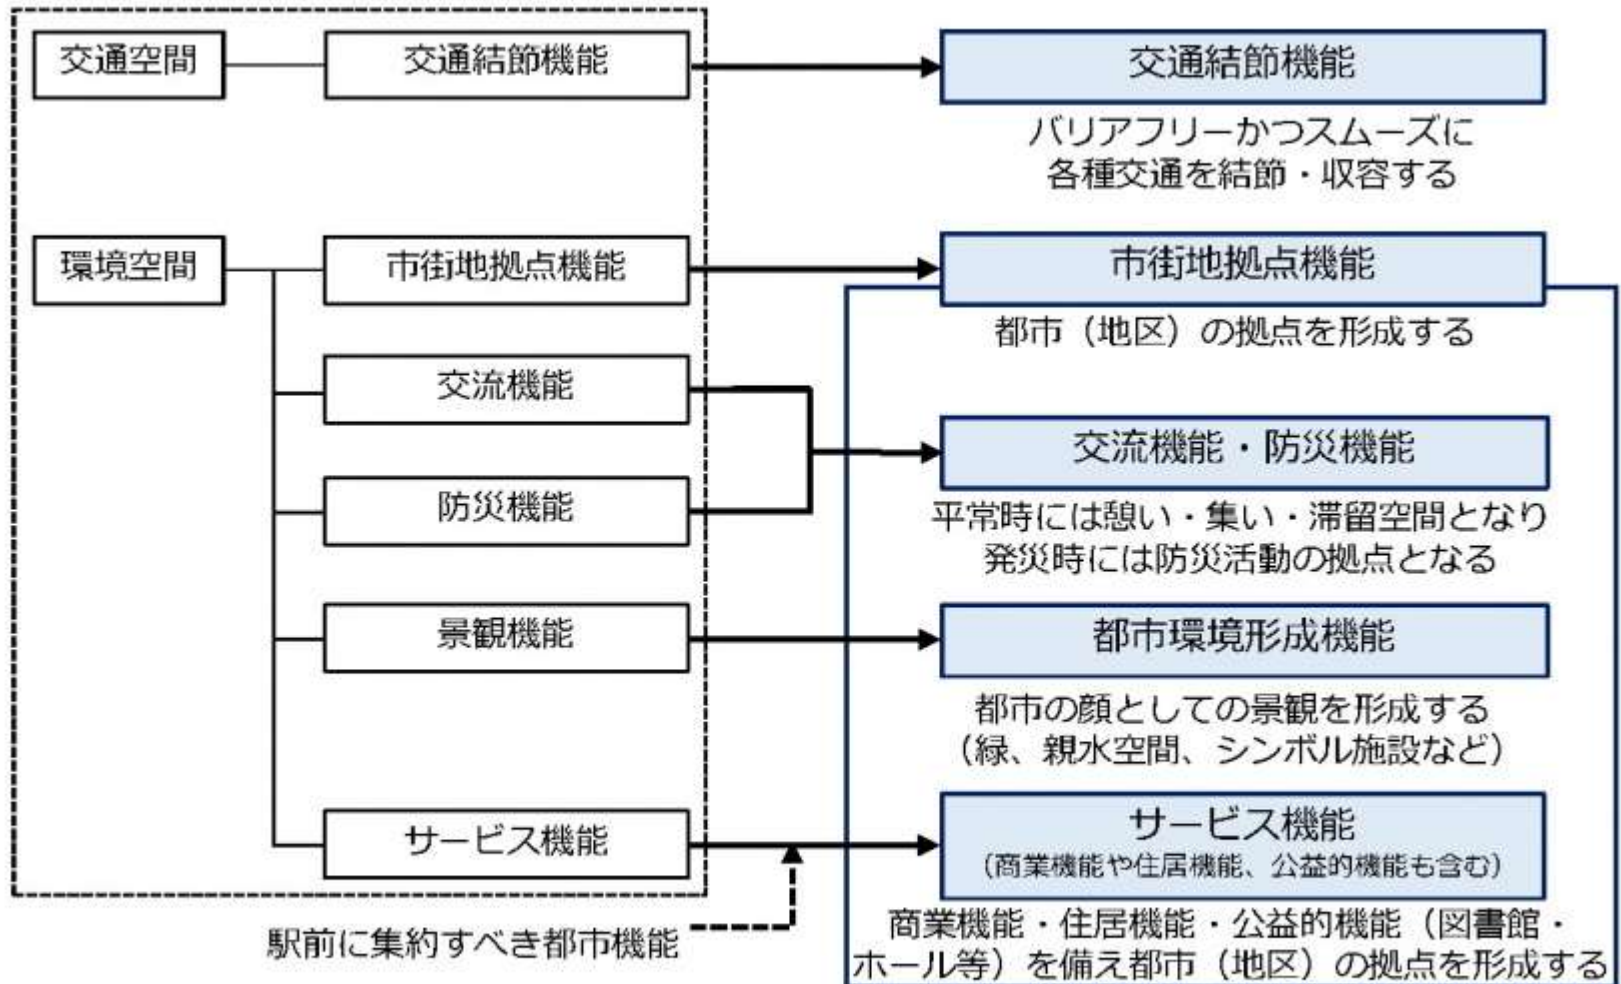 交通空間
交通結節機能
交通結節機能
バリアフリーかつスムーズに
各種交通を結節・収容する
環境空間
市街地拠点機能
市街地拠点機能
都市（地区）の拠点を形成する
交流機能
防災機能
交流機能・防災機能
平常時には憩い・集い・滞留空間となり
発災時には防災活動の拠点となる
景観機能
都市環境形成機能
都市の顔としての景観を形成する
（緑、親水空間、シンボル施設など）
サービス機能
サービス機能
（商業機能や住居機能、公益的機能も含む）
商業機能・住居機能・公益的機能（図書館・
ホール等）を備え都市（地区）の拠点を形成する
駅前に集約すべき都市機能